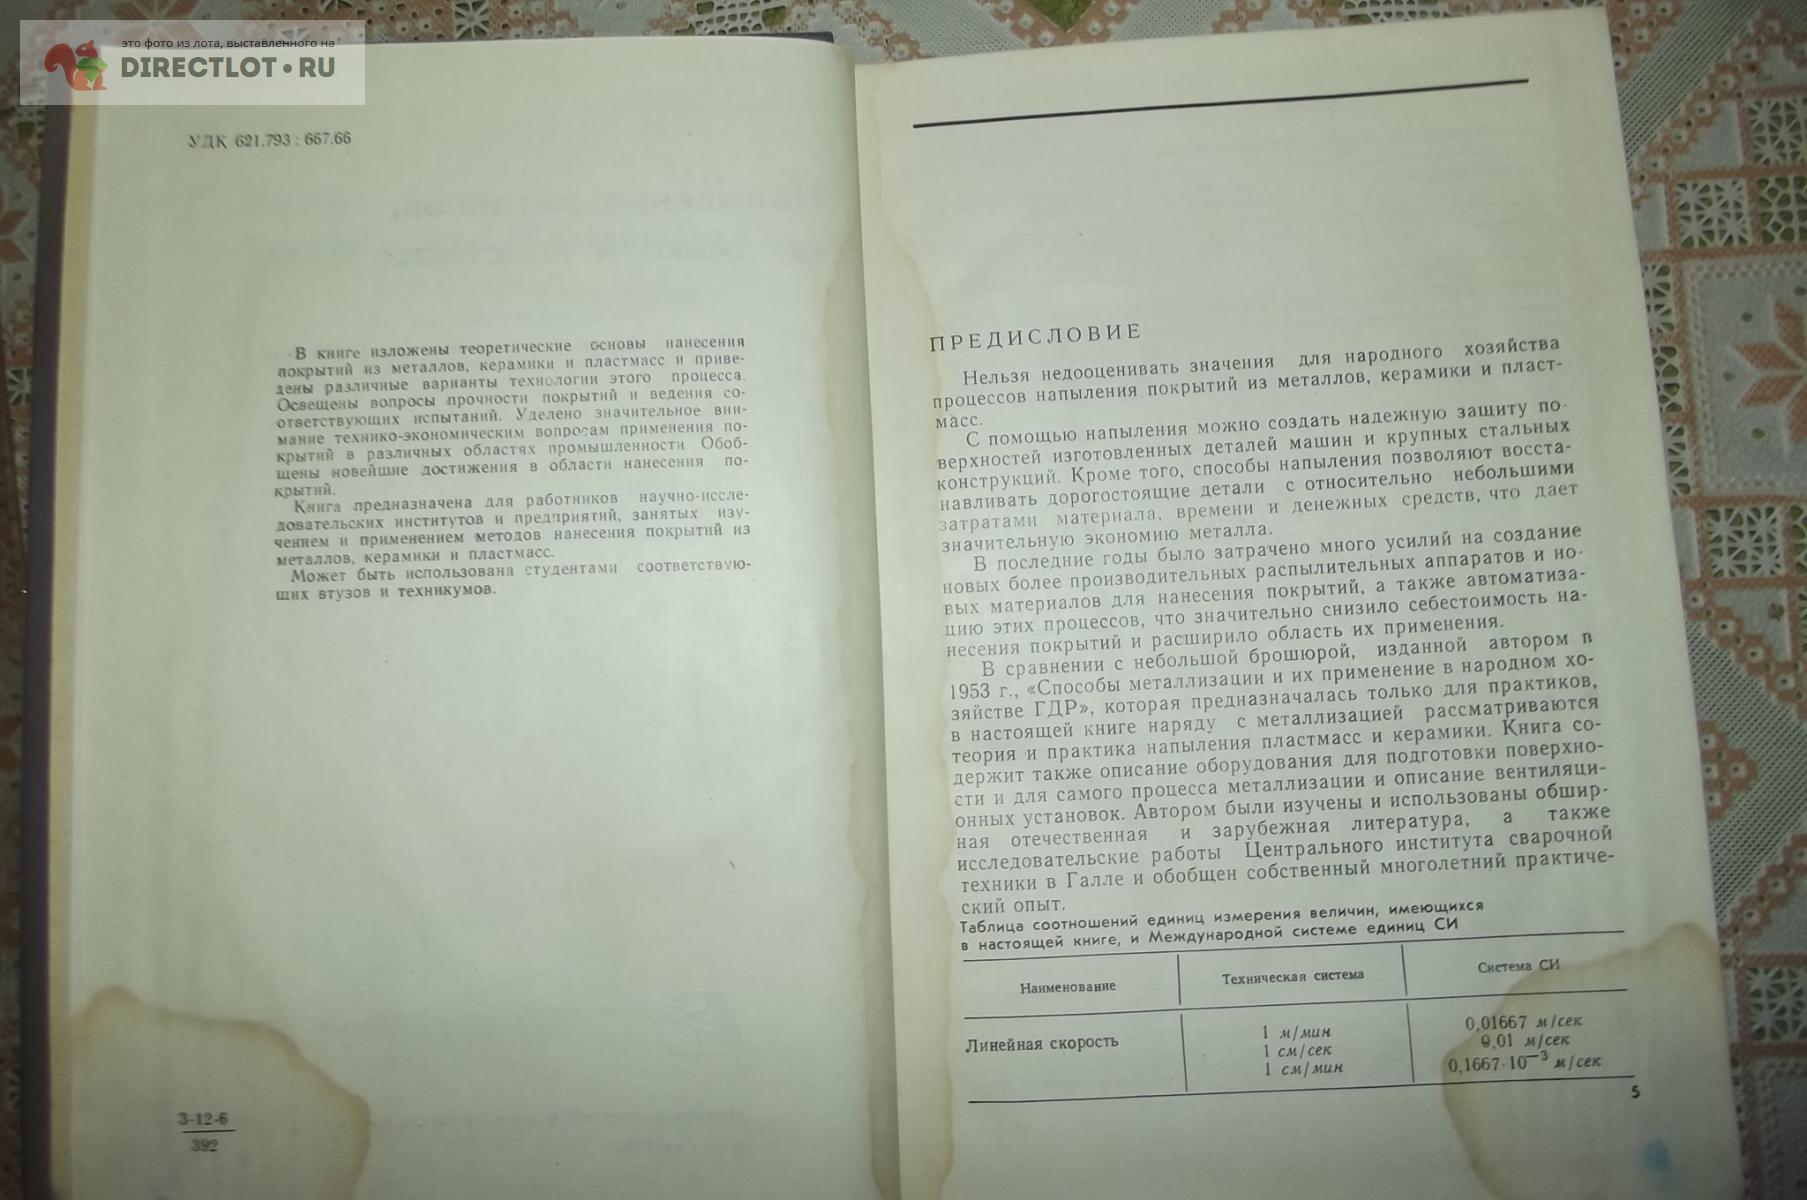 это фото из лота, выставленного на
DIRECTLOT•RU
УДК 621.793 : 667.66
В книге изложены теоретические основы нанесения
покрытий из металлов, керамики и пластмасс и приве-
дены различные варианты технологии этого процесса.
Освещены вопросы прочности покрытий и ведения со-
ответствующих испытаний. Уделено значительное вни-
мание технико-экономическим вопросам применения по-
крытий в различных областях промышленности Обоб-
щены новейшие достижения в области нанесения по-
крытий.
Книга предназначена для работников научно-иссле-
довательских институтов и предприятий, занятых изу-
чением и применением методов нанесения покрытий из
металлов, керамики и пластмасс.
Может быть использована студентами соответствую-
щих втузов и техникумов.
3-12-6
392
ПРЕДИСЛОВИЕ
Нельзя недооценивать значения для народного хозяйства
процессов напыления покрытий из металлов, керамики и пласт-
масс.
С помощью напыления можно создать надежную защиту по-
верхностей изготовленных деталей машин и крупных стальных
конструкций. Кроме того, способы напыления позволяют восста-
навливать дорогостоящие детали с относительно небольшими
затратами материала, времени и денежных средств, что дает
значительную экономию металла.
В последние годы было затрачено много усилий на создание
новых более производительных распылительных аппаратов и но-
вых материалов для нанесения покрытий, а также автоматиза-
цию этих процессов, что значительно снизило себестоимость на-
несения покрытий и расширило область их применения.
В сравнении с небольшой брошюрой, изданной автором в
1953 г., «Способы металлизации и их применение в народном хо-
зяйстве ГДР», которая предназначалась только для практиков,
в настоящей книге наряду с металлизацией рассматриваются
теория и практика напыления пластмасс и керамики. Книга со-
держит также описание оборудования для подготовки поверхно-
сти и для самого процесса металлизации и описание вентиляци-
онных установок. Автором были изучены и использованы обшир-
ная отечественная и зарубежная литература, а также
исследовательские работы Центрального института сварочной
техники в Галле и обобщен собственный многолетний практиче-
ский опыт.
Таблица соотношений единиц измерения величин, имеющихся
в настоящей книге, и Международной системе единиц СИ
Наименование Техническая система Система СИ
Линейная скорость 1 м/мин 0,01667 м/сек
1 см/сек 0,01 м/сек
1 см/мин 0,1667·10⁻³ м/сек
5